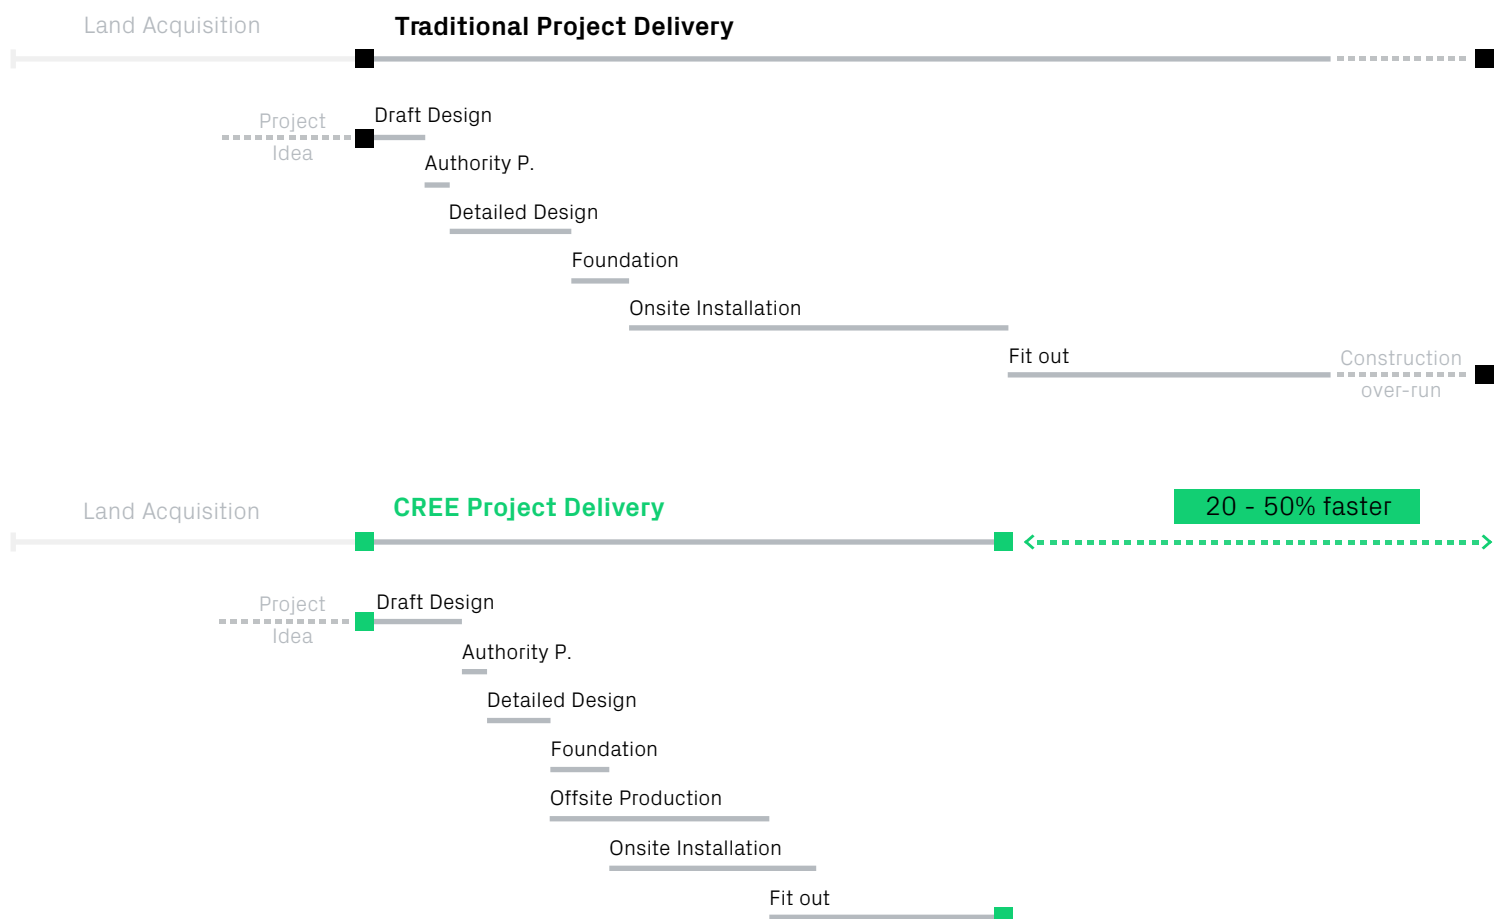 Land Acquisition
Traditional Project Delivery
Project
Idea
Draft Design
Authority P.
Detailed Design
Foundation
Onsite Installation
Fit out
Construction
over-run
Land Acquisition
CREE Project Delivery
20 - 50% faster
Project
Idea
Draft Design
Authority P.
Detailed Design
Foundation
Offsite Production
Onsite Installation
Fit out